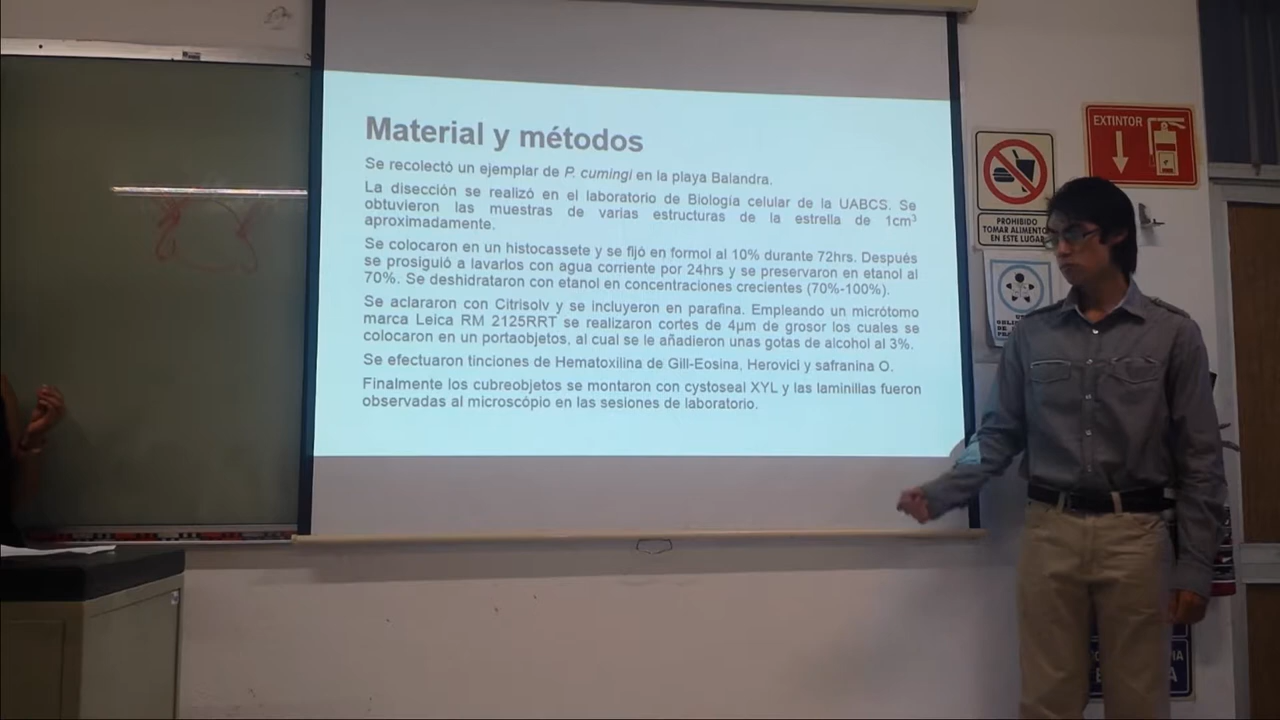 Material y métodos
Se recolectó un ejemplar de P. cumingi en la playa Balandra.
La disección se realizó en el laboratorio de Biología celular de la UABCS. Se
obtuvieron las muestras de varias estructuras de la estrella de 1cm³
aproximadamente.
Se colocaron en un histocassete y se fijó en formol al 10% durante 72hrs. Después
se prosiguió a lavarlos con agua corriente por 24hrs y se preservaron en etanol al
70%. Se deshidrataron con etanol en concentraciones crecientes (70%-100%).
Se aclararon con Citrisolv y se incluyeron en parafina. Empleando un micrótomo
marca Leica RM 2125RRT se realizaron cortes de 4µm de grosor los cuales se
colocaron en un portaobjetos, al cual se le añadieron unas gotas de alcohol al 3%.
Se efectuaron tinciones de Hematoxilina de Gill-Eosina, Herovici y safranina O.
Finalmente los cubreobjetos se montaron con cystoseal XYL y las laminillas fueron
observadas al microscópio en las sesiones de laboratorio.
EXTINTOR
PROHIBIDO
TOMAR ALIMENTO
EN ESTE LUGAR